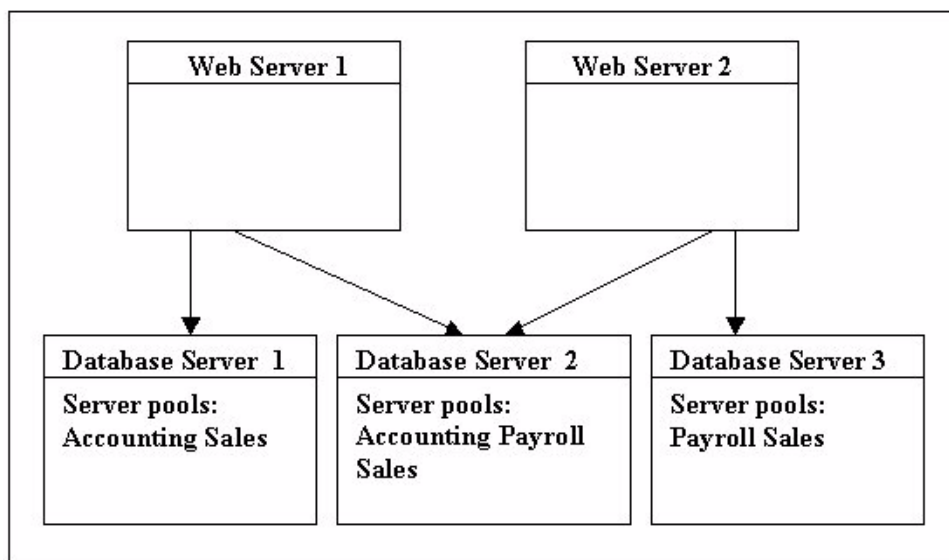 Web Server 1
Web Server 2
Database Server 1
Server pools:
Accounting Sales
Database Server 2
Server pools:
Accounting Payroll
Sales
Database Server 3
Server pools:
Payroll Sales